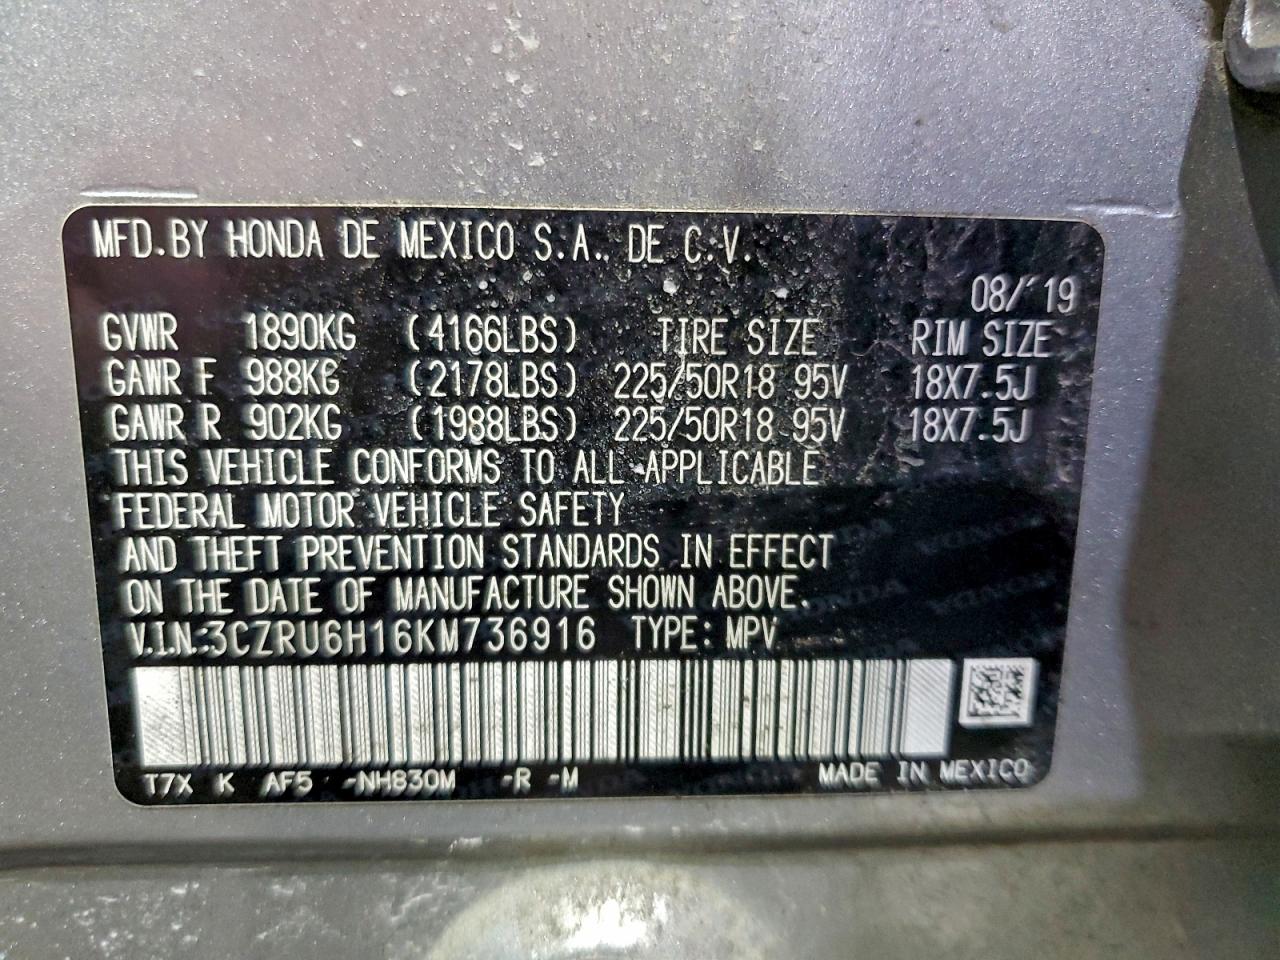 MFD. BY HONDA DE MEXICO S.A.. DE C.V.
08/'19
GVWR 1890KG (4166LBS) TIRE SIZE RIM SIZE
GAWR F 988KG (2178LBS) 225/50R18 95V 18X7.5J
GAWR R 902KG (1988LBS) 225/50R18 95V 18X7.5J
THIS VEHICLE CONFORMS TO ALL APPLICABLE
FEDERAL MOTOR VEHICLE SAFETY
AND THEFT PREVENTION STANDARDS IN EFFECT
ON THE DATE OF MANUFACTURE SHOWN ABOVE.
V.I.N.:3CZRU6H16KM736916 TYPE: MPV
T7X K AF5 -NH830M -R -M MADE IN MEXICO